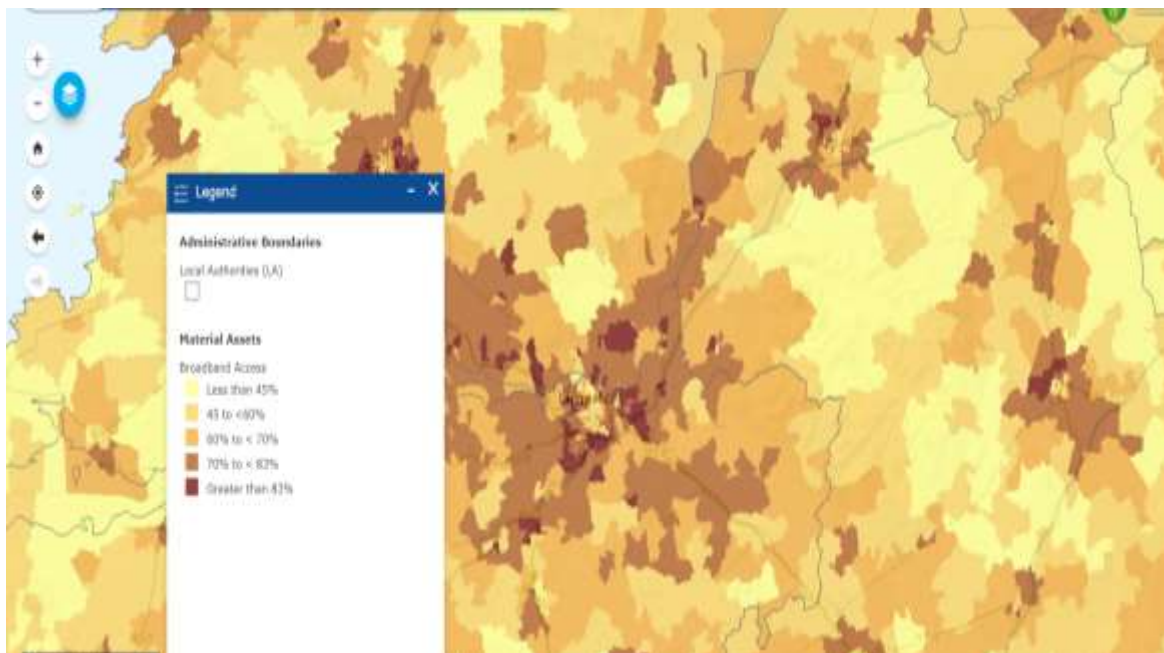 Legend
Administrative Boundaries
Local Authorities (LA)
Material Assets
Broadband Access
Less than 45%
45 to <60%
60% to < 70%
70% to < 83%
Greater than 83%